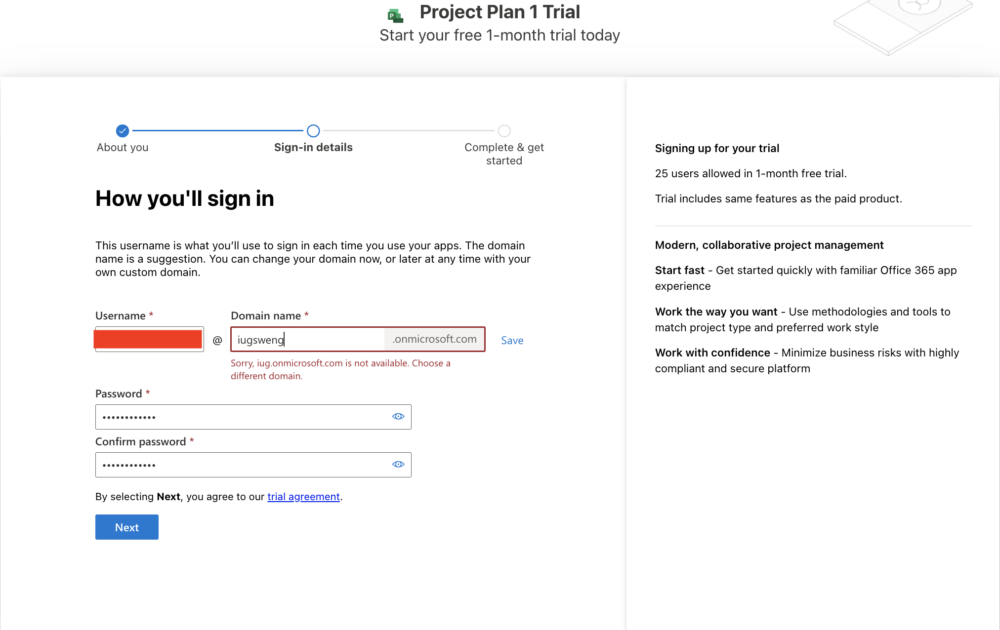 Project Plan 1 Trial
Start your free 1-month trial today
About you
Sign-in details
Complete & get
started
How you'll sign in
This username is what you’ll use to sign in each time you use your apps. The domain
name is a suggestion. You can change your domain now, or later at any time with your
own custom domain.
Username *
Domain name *
@
iugsweng
.onmicrosoft.com
Save
Sorry, iug.onmicrosoft.com is not available. Choose a
different domain.
Password *
••••••••••••
Confirm password *
••••••••••••
By selecting Next, you agree to our trial agreement.
Next
Signing up for your trial
25 users allowed in 1-month free trial.
Trial includes same features as the paid product.
Modern, collaborative project management
Start fast - Get started quickly with familiar Office 365 app
experience
Work the way you want - Use methodologies and tools to
match project type and preferred work style
Work with confidence - Minimize business risks with highly
compliant and secure platform